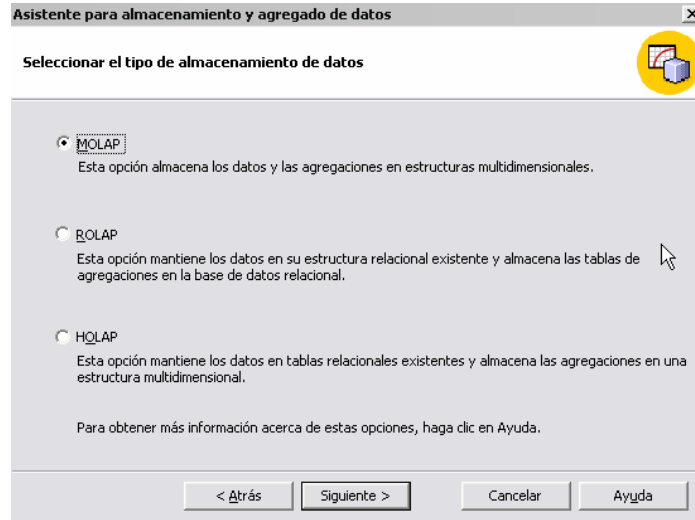 Asistente para almacenamiento y agregado de datos
Seleccionar el tipo de almacenamiento de datos
MOLAP
Esta opción almacena los datos y las agregaciones en estructuras multidimensionales.
ROLAP
Esta opción mantiene los datos en su estructura relacional existente y almacena las tablas de
agregaciones en la base de datos relacional.
HOLAP
Esta opción mantiene los datos en tablas relacionales existentes y almacena las agregaciones en una
estructura multidimensional.
Para obtener más información acerca de estas opciones, haga clic en Ayuda.
< Atrás Siguiente > Cancelar Ayuda